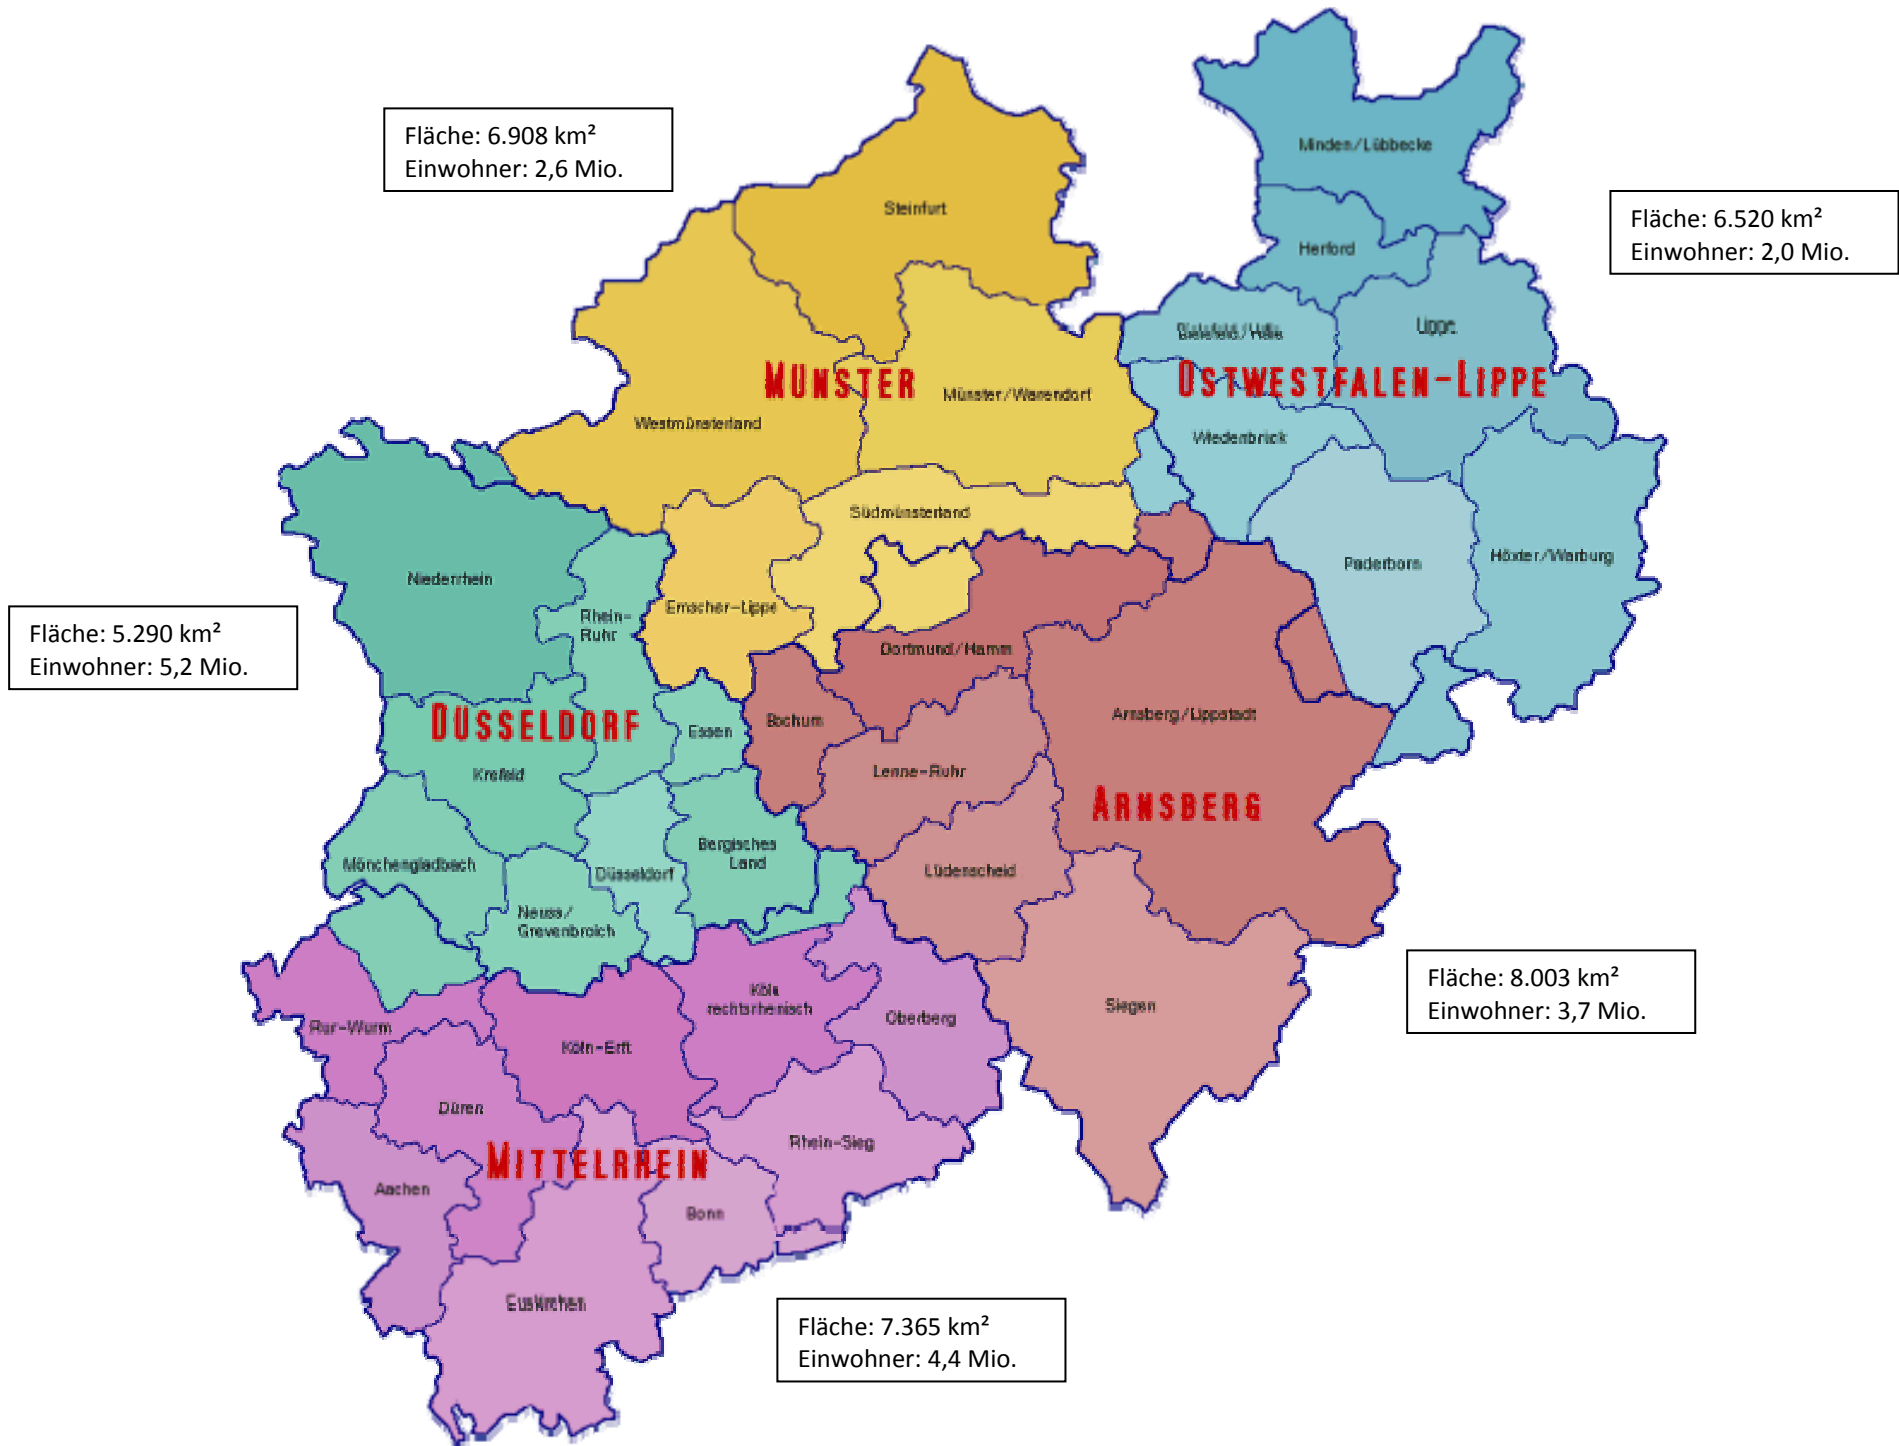 Fläche: 6.908 km²
Einwohner: 2,6 Mio.
Minden/Lübbecke
Steinfurt
Fläche: 6.520 km²
Einwohner: 2,0 Mio.
Herford
Bielefeld/Halle
Lippe
MÜNSTER
OSTWESTFALEN-LIPPE
Münster/Warendorf
Westmünsterland
Wiedenbrück
Südmünsterland
Niederrhein
Paderborn
Höxter/Warburg
Emscher-Lippe
Rhein-
Ruhr
Fläche: 5.290 km²
Einwohner: 5,2 Mio.
Dortmund/Hamm
DÜSSELDORF
Essen
Bochum
Arnsberg/Lippstadt
Krefeld
Lenne-Ruhr
ARNSBERG
Mönchengladbach
Düsseldorf
Bergisches
Land
Lüdenscheid
Neuss/
Grevenbroich
Köln
rechtsrheinisch
Oberberg
Siegen
Fläche: 8.003 km²
Einwohner: 3,7 Mio.
Rur-Wurm
Köln-Erft
Düren
Rhein-Sieg
MITTELRHEIN
Aachen
Bonn
Euskirchen
Fläche: 7.365 km²
Einwohner: 4,4 Mio.